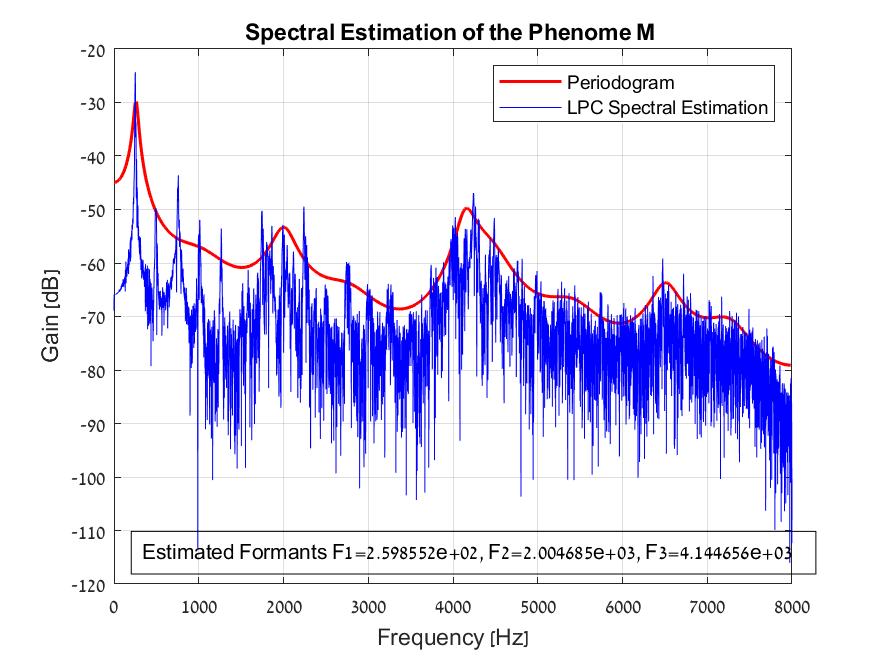 Spectral Estimation of the Phenome M
Periodogram
LPC Spectral Estimation
Gain [dB]
-20
-30
-40
-50
-60
-70
-80
-90
-100
-110
-120
Estimated Formants F1=2.598552e+02, F2=2.004685e+03, F3=4.144656e+03
0 1000 2000 3000 4000 5000 6000 7000 8000
Frequency [Hz]